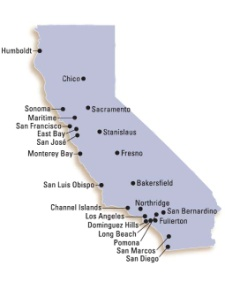 Humboldt
Chico
Sonoma
Sacramento
Maritime
San Francisco
Stanislaus
East Bay
San José
Monterey Bay
Fresno
San Luis Obispo
Bakersfield
Channel Islands
Northridge
Los Angeles
San Bernardino
Dominguez Hills
Fullerton
Long Beach
Pomona
San Marcos
San Diego